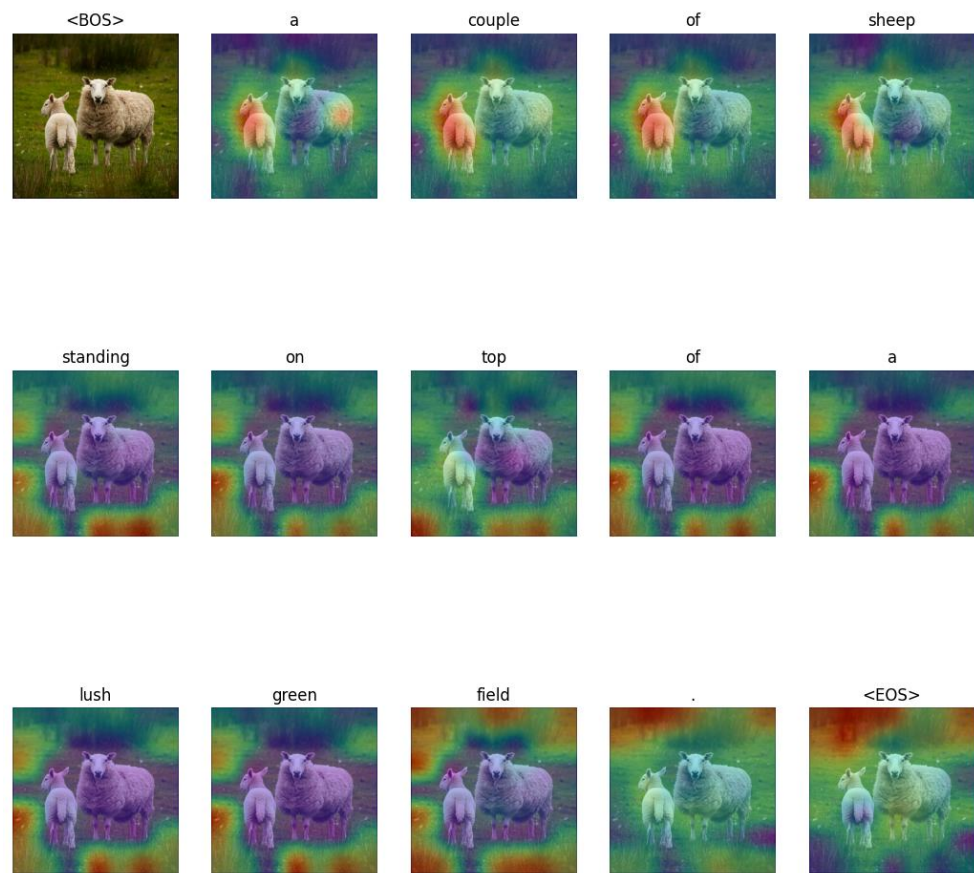 <BOS> a couple of sheep
standing on top of a
lush green field . <EOS>